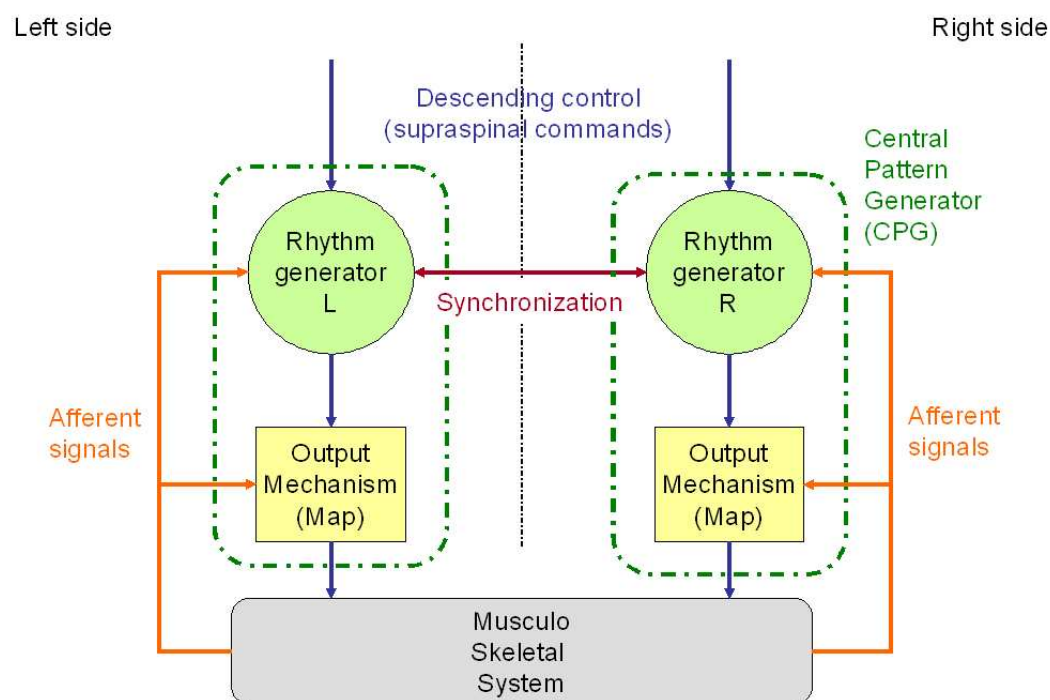 Left side
Right side
Descending control
(supraspinal commands)
Central
Pattern
Generator
(CPG)
Rhythm
generator
L
Rhythm
generator
R
Synchronization
Afferent
signals
Afferent
signals
Output
Mechanism
(Map)
Output
Mechanism
(Map)
Musculo
Skeletal
System